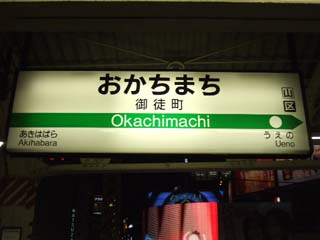 おかちまち
御徒町
Okachimachi
山
区
あきはばら
Akihabara
うえの
Ueno